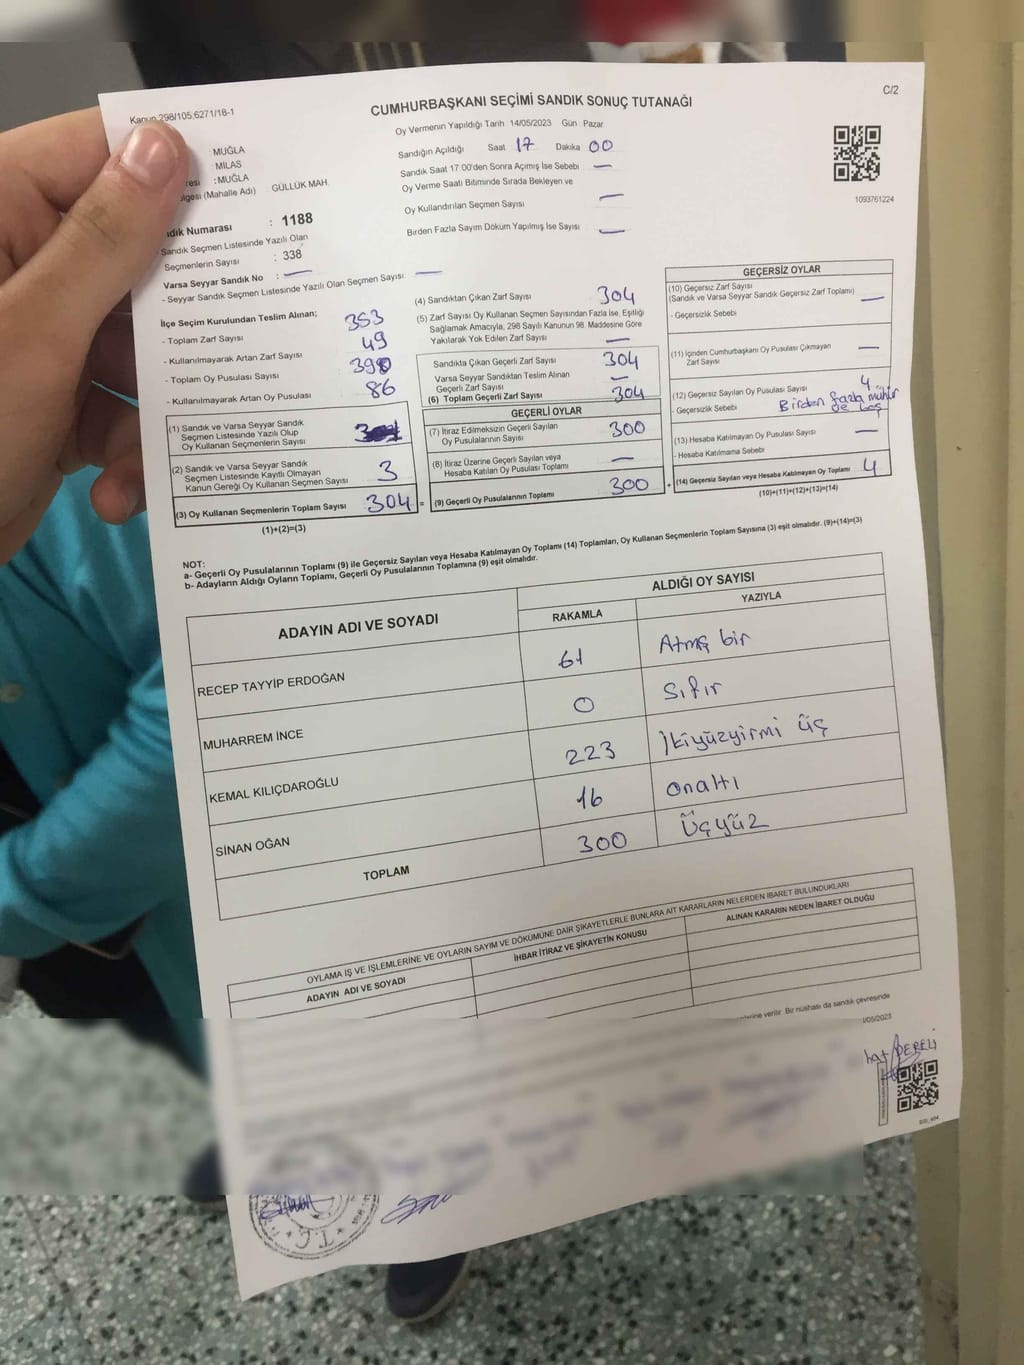 Kanun 298/105.6271/18-1
C/2
CUMHURBAŞKANI SEÇİMİ SANDIK SONUÇ TUTANAĞI
Oy Vermenin Yapıldığı Tarih 14/05/2023 Gün Pazar
MUĞLA
MİLAS
: MUĞLA
(Mahalle Adı) GÜLLÜK MAH.
Sandığın Açıldığı Saat 17 Dakika 00
Sandık Saat 17 00'den Sonra Açımış İse Sebebi —
Oy Verme Saati Bitiminde Sırada Bekleyen ve
Oy Kullandırılan Seçmen Sayısı —
Birden Fazla Sayım Döküm Yapılmış İse Sayısı —
1093761224
Numarası : 1188
Sandık Seçmen Listesinde Yazılı Olan
Seçmenlerin Sayısı : 338
Varsa Seyyar Sandık No : —
- Seyyar Sandık Seçmen Listesinde Yazılı Olan Seçmen Sayısı : —
İlçe Seçim Kurulundan Teslim Alınan;
- Toplam Zarf Sayısı 353
- Kullanılmayarak Artan Zarf Sayısı 49
- Toplam Oy Pusulası Sayısı 390
- Kullanılmayarak Artan Oy Pusulası 86
(1) Sandık ve Varsa Seyyar Sandık
Seçmen Listesinde Yazılı Olup
Oy Kullanan Seçmenlerin Sayısı
(2) Sandık ve Varsa Seyyar Sandık
Seçmen Listesinde Kayıtlı Olmayan
Kanun Gereği Oy Kullanan Seçmen Sayısı 3
(3) Oy Kullanan Seçmenlerin Toplam Sayısı 304 =
(1)+(2)=(3)
(4) Sandıktan Çıkan Zarf Sayısı 304
(5) Zarf Sayısı Oy Kullanan Seçmen Sayısından Fazla İse, Eşitliği
Sağlamak Amacıyla, 298 Sayılı Kanunun 98. Maddesine Göre
Yakılarak Yok Edilen Zarf Sayısı —
Sandıkta Çıkan Geçerli Zarf Sayısı 304
Varsa Seyyar Sandıktan Teslim Alınan
Geçerli Zarf Sayısı —
(6) Toplam Geçerli Zarf Sayısı 304
GEÇERLİ OYLAR
(7) İtiraz Edilmeksizin Geçerli Sayılan
Oy Pusulalarının Sayısı 300
(8) İtiraz Üzerine Geçerli Sayılan veya
Hesaba Katılan Oy Pusulası Toplamı —
(9) Geçerli Oy Pusulalarının Toplamı 300 +
GEÇERSİZ OYLAR
(10) Geçersiz Zarf Sayısı
(Sandık ve Varsa Seyyar Sandık Geçersiz Zarf Toplamı) —
- Geçersizlik Sebebi
(11) İçinden Cumhurbaşkanı Oy Pusulası Çıkmayan
Zarf Sayısı —
(12) Geçersiz Sayılan Oy Pusulası Sayısı 4
- Geçersizlik Sebebi Birden fazla mühür
ve boş
(13) Hesaba Katılmayan Oy Pusulası Sayısı —
- Hesaba Katılmama Sebebi
(14) Geçersiz Sayılan veya Hesaba Katılmayan Oy Toplamı 4
(10)+(11)+(12)+(13)=(14)
NOT:
a- Geçerli Oy Pusulalarının Toplamı (9) ile Geçersiz Sayılan veya Hesaba Katılmayan Oy Toplamı (14) Toplamları, Oy Kullanan Seçmenlerin Toplam Sayısına (3) eşit olmalıdır. (9)+(14)=(3)
b- Adayların Aldığı Oyların Toplamı, Geçerli Oy Pusulalarının Toplamına (9) eşit olmalıdır.
ADAYIN ADI VE SOYADI
ALDIĞI OY SAYISI
RAKAMLA YAZIYLA
RECEP TAYYİP ERDOĞAN 61 Atmış bir
MUHARREM İNCE 0 Sıfır
KEMAL KILIÇDAROĞLU 223 İkiyüzyirmi üç
SİNAN OĞAN 16 onaltı
TOPLAM 300 Üçyüz
OYLAMA İŞ VE İŞLEMLERİNE VE OYLARIN SAYIM VE DÖKÜMÜNE DAİR ŞİKAYETLERLE BUNLARA AİT KARARLARIN NELERDEN İBARET BULUNDUKLARI
ADAYIN ADI VE SOYADI
İHBAR İTİRAZ VE ŞİKAYETİN KONUSU
ALINAN KARARIN NEDEN İBARET OLDUĞU
verilir. Bir nüshası da sandık çevresinde
/05/2023
DERELİ
T.C.